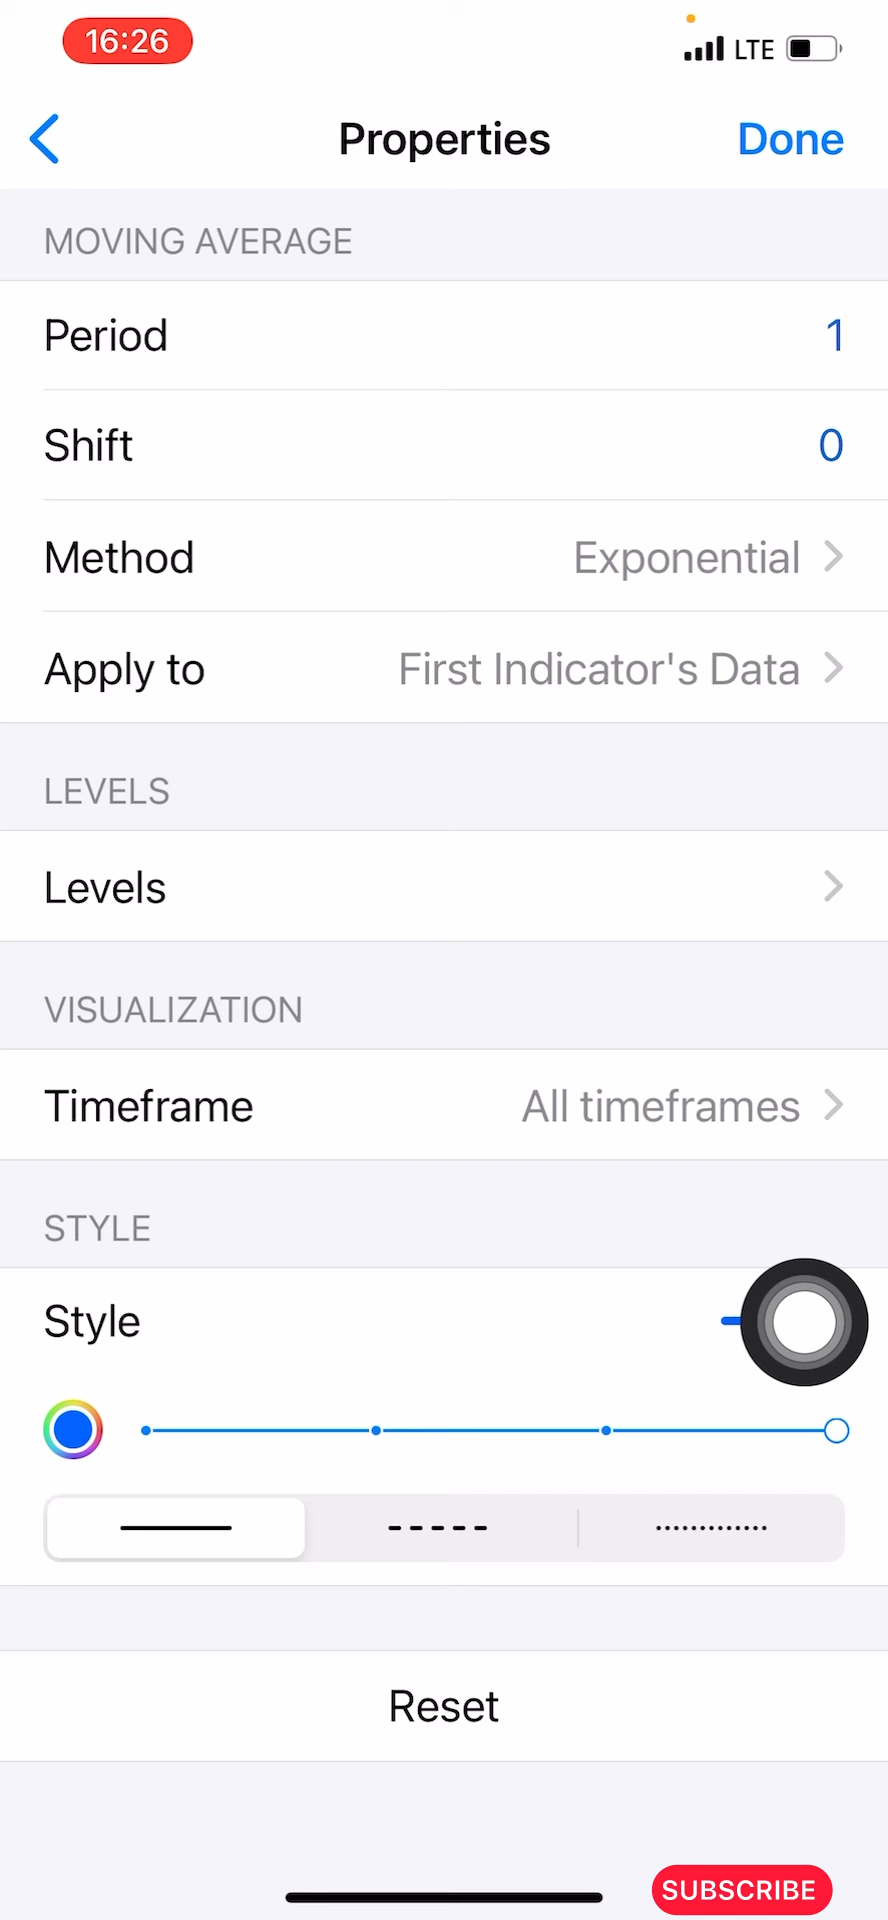 16:26
LTE
Properties
Done
MOVING AVERAGE
Period
1
Shift
0
Method
Exponential
Apply to
First Indicator's Data
LEVELS
Levels
VISUALIZATION
Timeframe
All timeframes
STYLE
Style
Reset
SUBSCRIBE